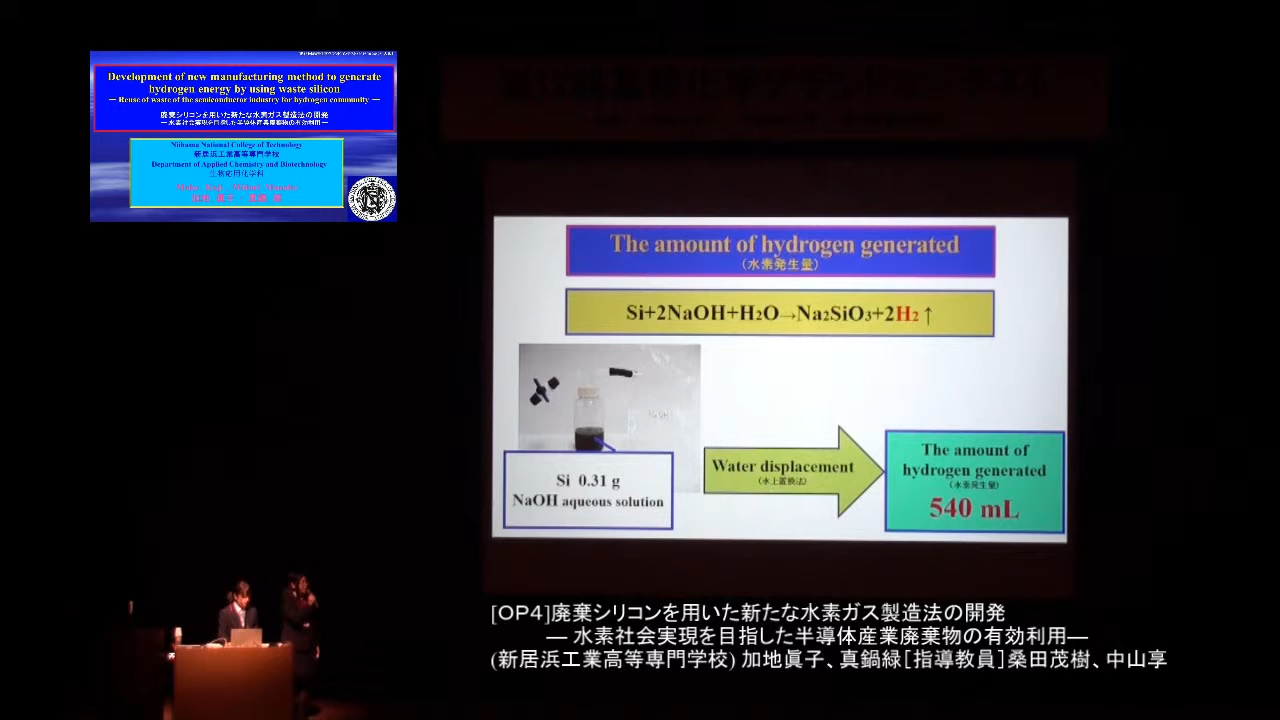 Development of new manufacturing method to generate
hydrogen energy by using waste silicon
— Reuse of waste of the semiconductor industry for hydrogen community —
廃棄シリコンを用いた新たな水素ガス製造法の開発
— 水素社会実現を目指した半導体産業廃棄物の有効利用 —
Niihama National College of Technology
新居浜工業高等専門学校
Department of Applied Chemistry and Biotechnology
生物応用化学科
The amount of hydrogen generated
（水素発生量）
Si+2NaOH+H₂O→Na₂SiO₃+2H₂↑
Si 0.31 g
NaOH aqueous solution
Water displacement
（水上置換法）
The amount of
hydrogen generated
（水素発生量）
540 mL
[OP4]廃棄シリコンを用いた新たな水素ガス製造法の開発
— 水素社会実現を目指した半導体産業廃棄物の有効利用—
(新居浜工業高等専門学校) 加地眞子、真鍋緑［指導教員］桑田茂樹、中山享